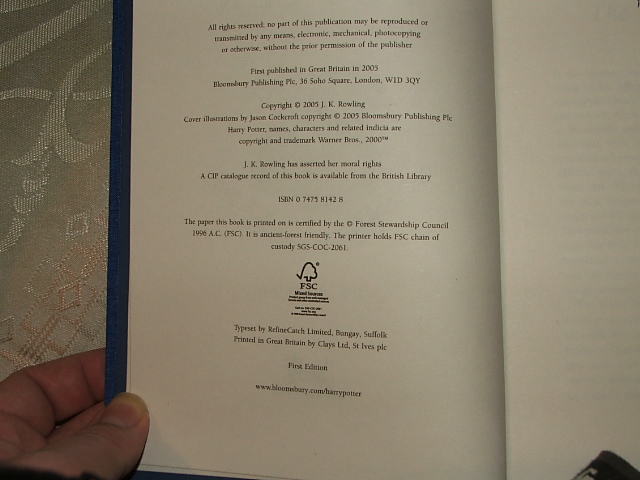 All rights reserved; no part of this publication may be reproduced or
transmitted by any means, electronic, mechanical, photocopying
or otherwise, without the prior permission of the publisher
First published in Great Britain in 2005
Bloomsbury Publishing Plc, 36 Soho Square, London, W1D 3QY
Copyright © 2005 J. K. Rowling
Cover illustrations by Jason Cockcroft copyright © 2005 Bloomsbury Publishing Plc
Harry Potter, names, characters and related indicia are
copyright and trademark Warner Bros., 2000™
J. K. Rowling has asserted her moral rights
A CIP catalogue record of this book is available from the British Library
ISBN 0 7475 8142 8
The paper this book is printed on is certified by the © Forest Stewardship Council
1996 A.C. (FSC). It is ancient-forest friendly. The printer holds FSC chain of
custody SGS-COC-2061.
FSC
Mixed Sources
Typeset by RefineCatch Limited, Bungay, Suffolk
Printed in Great Britain by Clays Ltd, St Ives plc
First Edition
www.bloomsbury.com/harrypotter